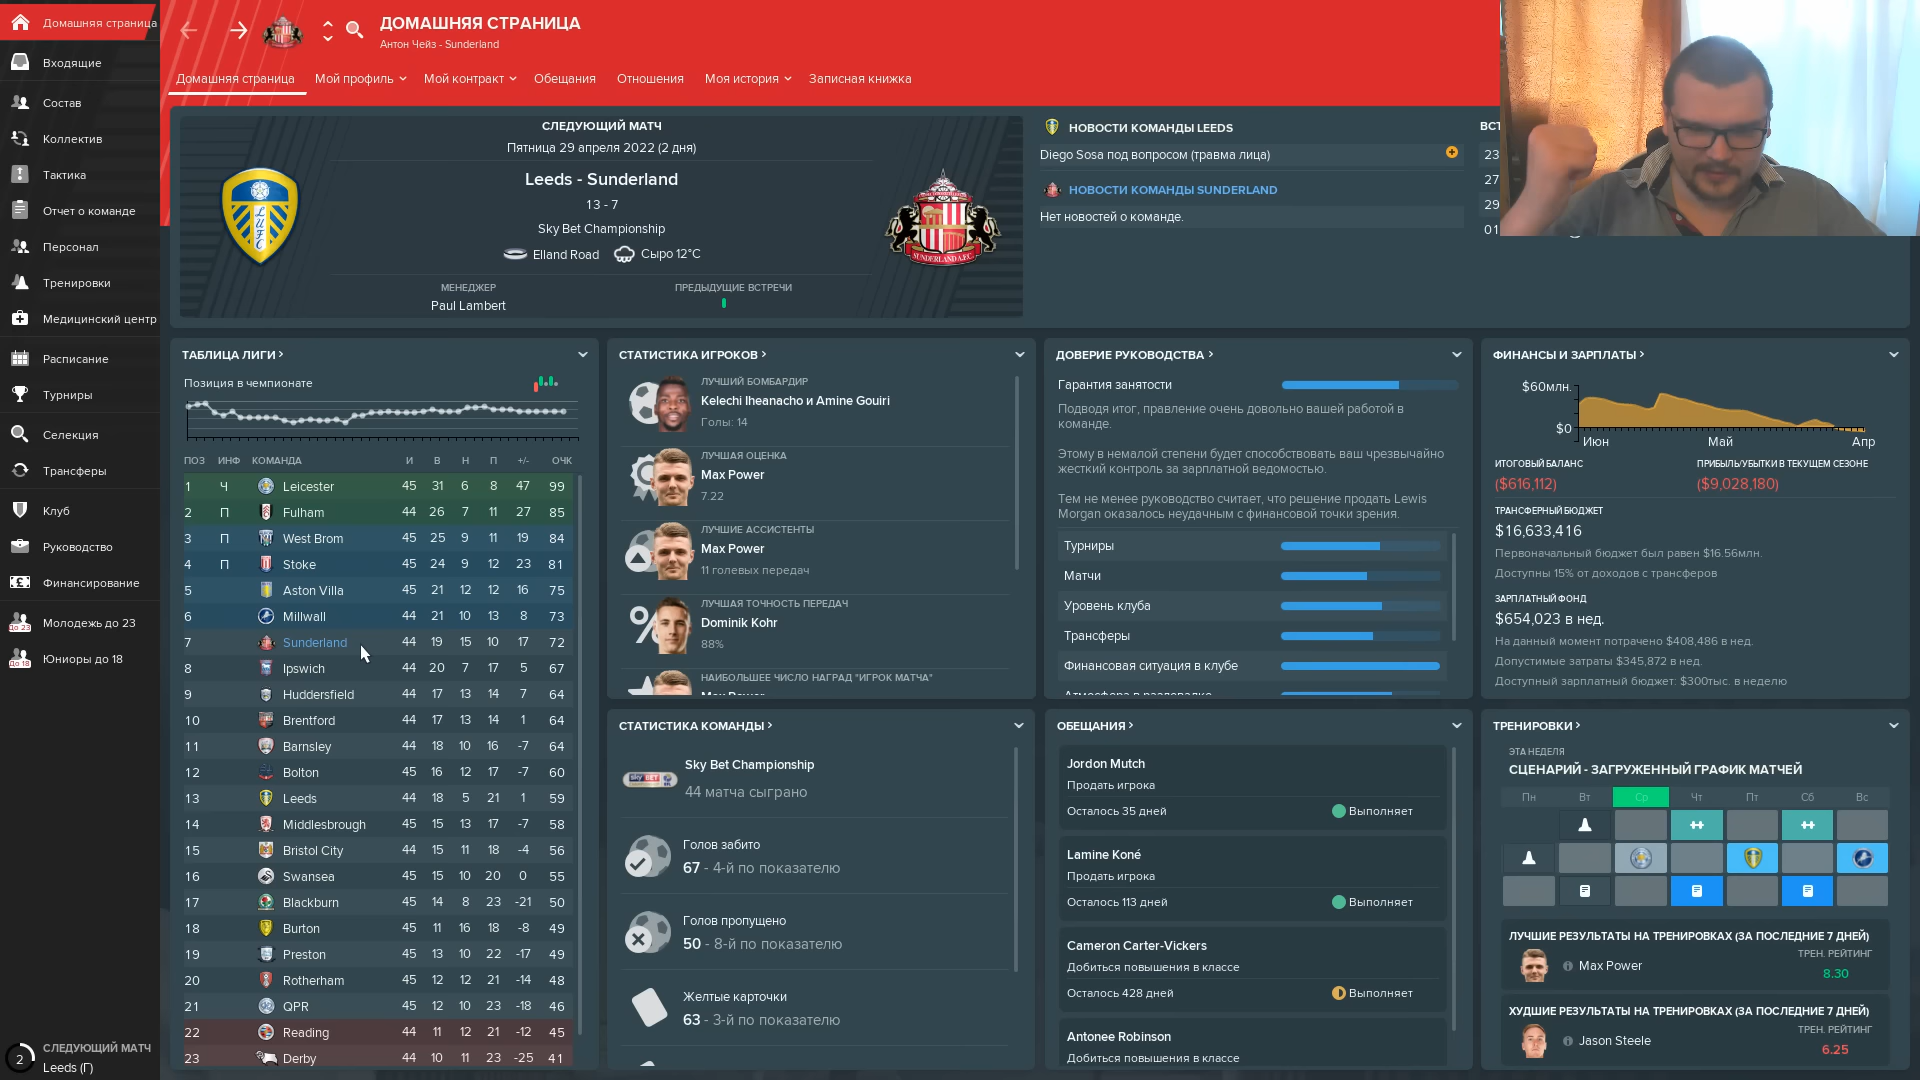 Домашняя страница
Входящие
Состав
Коллектив
Тактика
Отчет о команде
Персонал
Тренировки
Медицинский центр
Расписание
Турниры
Селекция
Трансферы
Клуб
Руководство
Финансирование
Молодежь до 23
Юниоры до 18
2
СЛЕДУЮЩИЙ МАТЧ
Leeds (Г)
ДОМАШНЯЯ СТРАНИЦА
Антон Чейз - Sunderland
Домашняя страница Мой профиль Мой контракт Обещания Отношения Моя история Записная книжка
СЛЕДУЮЩИЙ МАТЧ
Пятница 29 апреля 2022 (2 дня)
Leeds - Sunderland
13 - 7
Sky Bet Championship
Elland Road Сыро 12°C
МЕНЕДЖЕР
Paul Lambert
ПРЕДЫДУЩИЕ ВСТРЕЧИ
НОВОСТИ КОМАНДЫ LEEDS
Diego Sosa под вопросом (травма лица)
НОВОСТИ КОМАНДЫ SUNDERLAND
Нет новостей о команде.
23
27
29
01
ТАБЛИЦА ЛИГИ
Позиция в чемпионате
ПОЗ ИНФ КОМАНДА И В Н П +/- ОЧК
1 Ч Leicester 45 31 6 8 47 99
2 П Fulham 44 26 7 11 27 85
3 П West Brom 45 25 9 11 19 84
4 П Stoke 45 24 9 12 23 81
5 Aston Villa 45 21 12 12 16 75
6 Millwall 44 21 10 13 8 73
7 Sunderland 44 19 15 10 17 72
8 Ipswich 44 20 7 17 5 67
9 Huddersfield 44 17 13 14 7 64
10 Brentford 44 17 13 14 1 64
11 Barnsley 44 18 10 16 -7 64
12 Bolton 45 16 12 17 -7 60
13 Leeds 44 18 5 21 1 59
14 Middlesbrough 45 15 13 17 -7 58
15 Bristol City 44 15 11 18 -4 56
16 Swansea 45 15 10 20 0 55
17 Blackburn 45 14 8 23 -21 50
18 Burton 45 11 16 18 -8 49
19 Preston 45 13 10 22 -17 49
20 Rotherham 45 12 12 21 -14 48
21 QPR 45 12 10 23 -18 46
22 Reading 44 11 12 21 -12 45
23 Derby 44 10 11 23 -25 41
СТАТИСТИКА ИГРОКОВ
ЛУЧШИЙ БОМБАРДИР
Kelechi Iheanacho и Amine Gouiri
Голы: 14
ЛУЧШАЯ ОЦЕНКА
Max Power
7.22
ЛУЧШИЕ АССИСТЕНТЫ
Max Power
11 голевых передач
ЛУЧШАЯ ТОЧНОСТЬ ПЕРЕДАЧ
Dominik Kohr
88%
НАИБОЛЬШЕЕ ЧИСЛО НАГРАД "ИГРОК МАТЧА"
Max Power
СТАТИСТИКА КОМАНДЫ
Sky Bet Championship
44 матча сыграно
Голов забито
67 - 4-й по показателю
Голов пропущено
50 - 8-й по показателю
Желтые карточки
63 - 3-й по показателю
ДОВЕРИЕ РУКОВОДСТВА
Гарантия занятости
Подводя итог, правление очень довольно вашей работой в
команде.
Этому в немалой степени будет способствовать ваш чрезвычайно
жесткий контроль за зарплатной ведомостью.
Тем не менее руководство считает, что решение продать Lewis
Morgan оказалось неудачным с финансовой точки зрения.
Турниры
Матчи
Уровень клуба
Трансферы
Финансовая ситуация в клубе
Атмосфера в раздевалке
ОБЕЩАНИЯ
Jordon Mutch
Продать игрока
Осталось 35 дней Выполняет
Lamine Koné
Продать игрока
Осталось 113 дней Выполняет
Cameron Carter-Vickers
Добиться повышения в классе
Осталось 428 дней Выполняет
Antonee Robinson
Добиться повышения в классе
ФИНАНСЫ И ЗАРПЛАТЫ
$60млн.
$0
Июн Май Апр
ИТОГОВЫЙ БАЛАНС ПРИБЫЛЬ/УБЫТКИ В ТЕКУЩЕМ СЕЗОНЕ
($616,112) ($9,028,180)
ТРАНСФЕРНЫЙ БЮДЖЕТ
$16,633,416
Первоначальный бюджет был равен $16.56млн.
Доступны 15% от доходов с трансферов
ЗАРПЛАТНЫЙ ФОНД
$654,023 в нед.
На данный момент потрачено $408,486 в нед.
Допустимые затраты $345,872 в нед.
Доступный зарплатный бюджет: $300тыс. в неделю
ТРЕНИРОВКИ
ЭТА НЕДЕЛЯ
СЦЕНАРИЙ - ЗАГРУЖЕННЫЙ ГРАФИК МАТЧЕЙ
Пн Вт Ср Чт Пт Сб Вс
ЛУЧШИЕ РЕЗУЛЬТАТЫ НА ТРЕНИРОВКАХ (ЗА ПОСЛЕДНИЕ 7 ДНЕЙ)
ТРЕН. РЕЙТИНГ
Max Power
8.30
ХУДШИЕ РЕЗУЛЬТАТЫ НА ТРЕНИРОВКАХ (ЗА ПОСЛЕДНИЕ 7 ДНЕЙ)
ТРЕН. РЕЙТИНГ
Jason Steele
6.25